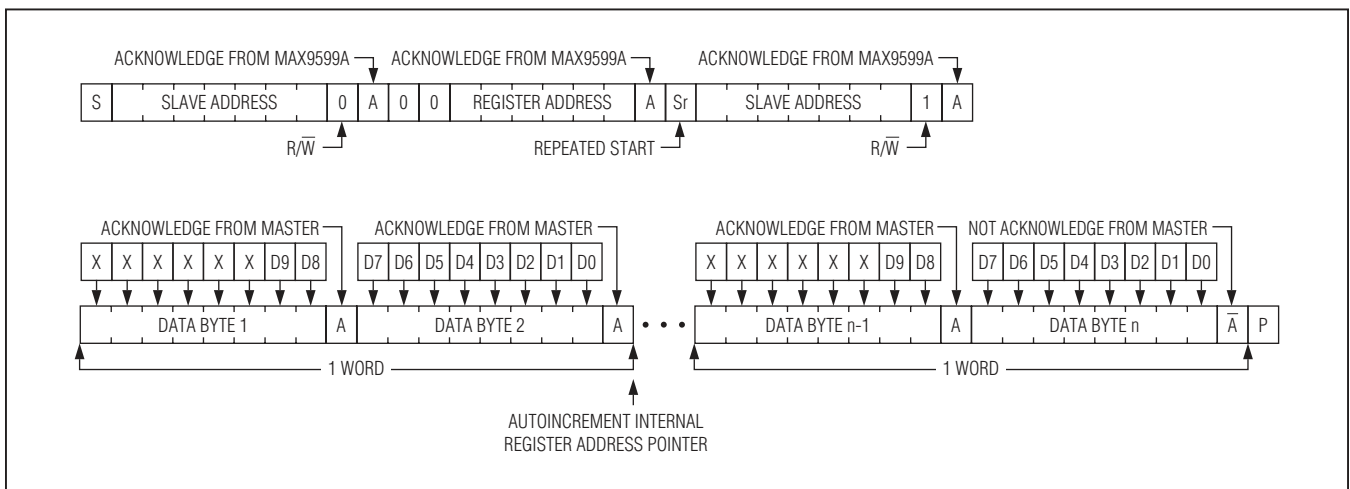 ACKNOWLEDGE FROM MAX9599A ACKNOWLEDGE FROM MAX9599A ACKNOWLEDGE FROM MAX9599A
S SLAVE ADDRESS 0 A 0 0 REGISTER ADDRESS A Sr SLAVE ADDRESS 1 A
R/W̅ REPEATED START R/W̅
ACKNOWLEDGE FROM MASTER ACKNOWLEDGE FROM MASTER ACKNOWLEDGE FROM MASTER NOT ACKNOWLEDGE FROM MASTER
X X X X X X D9 D8 D7 D6 D5 D4 D3 D2 D1 D0 X X X X X X D9 D8 D7 D6 D5 D4 D3 D2 D1 D0
DATA BYTE 1 A DATA BYTE 2 A • • • DATA BYTE n-1 A DATA BYTE n A̅ P
1 WORD 1 WORD
AUTOINCREMENT INTERNAL
REGISTER ADDRESS POINTER